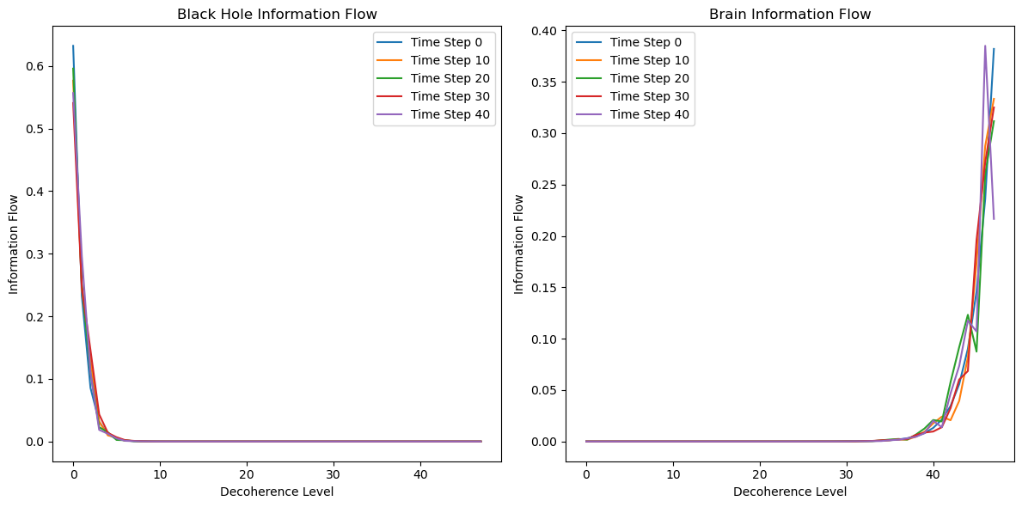 Black Hole Information Flow
Time Step 0
Time Step 10
Time Step 20
Time Step 30
Time Step 40
0.6
0.5
0.4
0.3
0.2
0.1
0.0
Information Flow
0 10 20 30 40
Decoherence Level
Brain Information Flow
Time Step 0
Time Step 10
Time Step 20
Time Step 30
Time Step 40
0.40
0.35
0.30
0.25
0.20
0.15
0.10
0.05
0.00
Information Flow
0 10 20 30 40
Decoherence Level